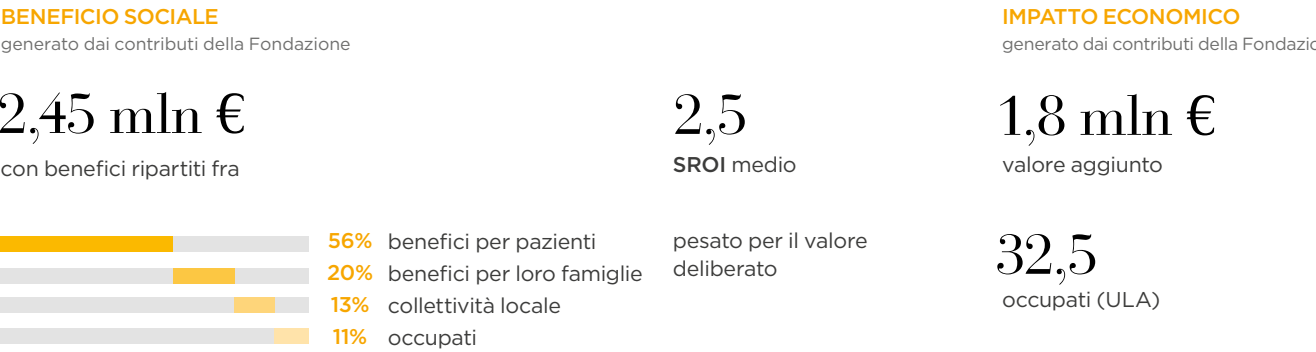 BENEFICIO SOCIALE
generato dai contributi della Fondazione
2,45 mln €
con benefici ripartiti fra
56% benefici per pazienti
20% benefici per loro famiglie
13% collettività locale
11% occupati
2,5
SROI medio
pesato per il valore
deliberato
IMPATTO ECONOMICO
generato dai contributi della
1,8 mln €
valore aggiunto
32,5
occupati (ULA)